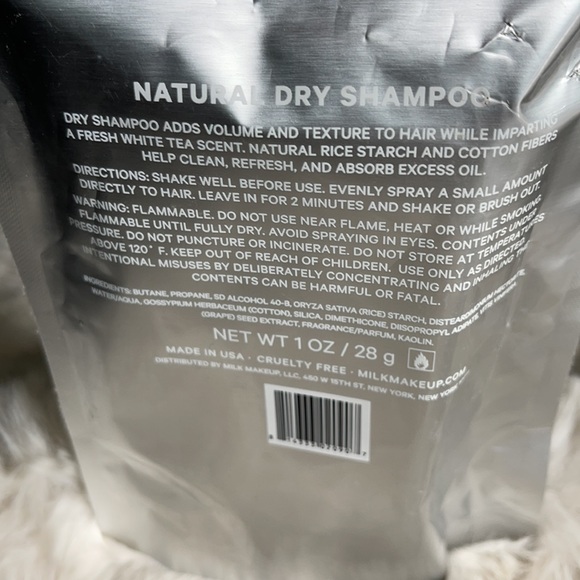 NATURAL DRY SHAMPOO
DRY SHAMPOO ADDS VOLUME AND TEXTURE TO HAIR WHILE IMPARTING
A FRESH WHITE TEA SCENT. NATURAL RICE STARCH AND COTTON FIBERS
HELP CLEAN, REFRESH, AND ABSORB EXCESS OIL.
DIRECTIONS: SHAKE WELL BEFORE USE. EVENLY SPRAY A SMALL AMOUNT
DIRECTLY TO HAIR. LEAVE IN FOR 2 MINUTES AND SHAKE OR BRUSH OUT.
WARNING: FLAMMABLE. DO NOT USE NEAR FLAME, HEAT OR WHILE SMOKING
FLAMMABLE UNTIL FULLY DRY. AVOID SPRAYING IN EYES. CONTENTS UNDER
PRESSURE. DO NOT PUNCTURE OR INCINERATE. DO NOT STORE AT TEMPERATURES
ABOVE 120° F. KEEP OUT OF REACH OF CHILDREN. USE ONLY AS DIRECTED
INTENTIONAL MISUSES BY DELIBERATELY CONCENTRATING AND INHALING THE
CONTENTS CAN BE HARMFUL OR FATAL.
INGREDIENTS: BUTANE, PROPANE, SD ALCOHOL 40-B, ORYZA SATIVA (RICE) STARCH, DISTEARDIMONIUM HECTORITE,
WATER/AQUA, GOSSYPIUM HERBACEUM (COTTON), SILICA, DIMETHICONE, DIISOPROPYL ADIPATE, VITIS VINIFERA
(GRAPE) SEED EXTRACT, FRAGRANCE/PARFUM, KAOLIN.
NET WT 1 OZ / 28 g
MADE IN USA · CRUELTY FREE · MILKMAKEUP.COM
DISTRIBUTED BY MILK MAKEUP, LLC, 450 W 15TH ST. NEW YORK, NEW YORK